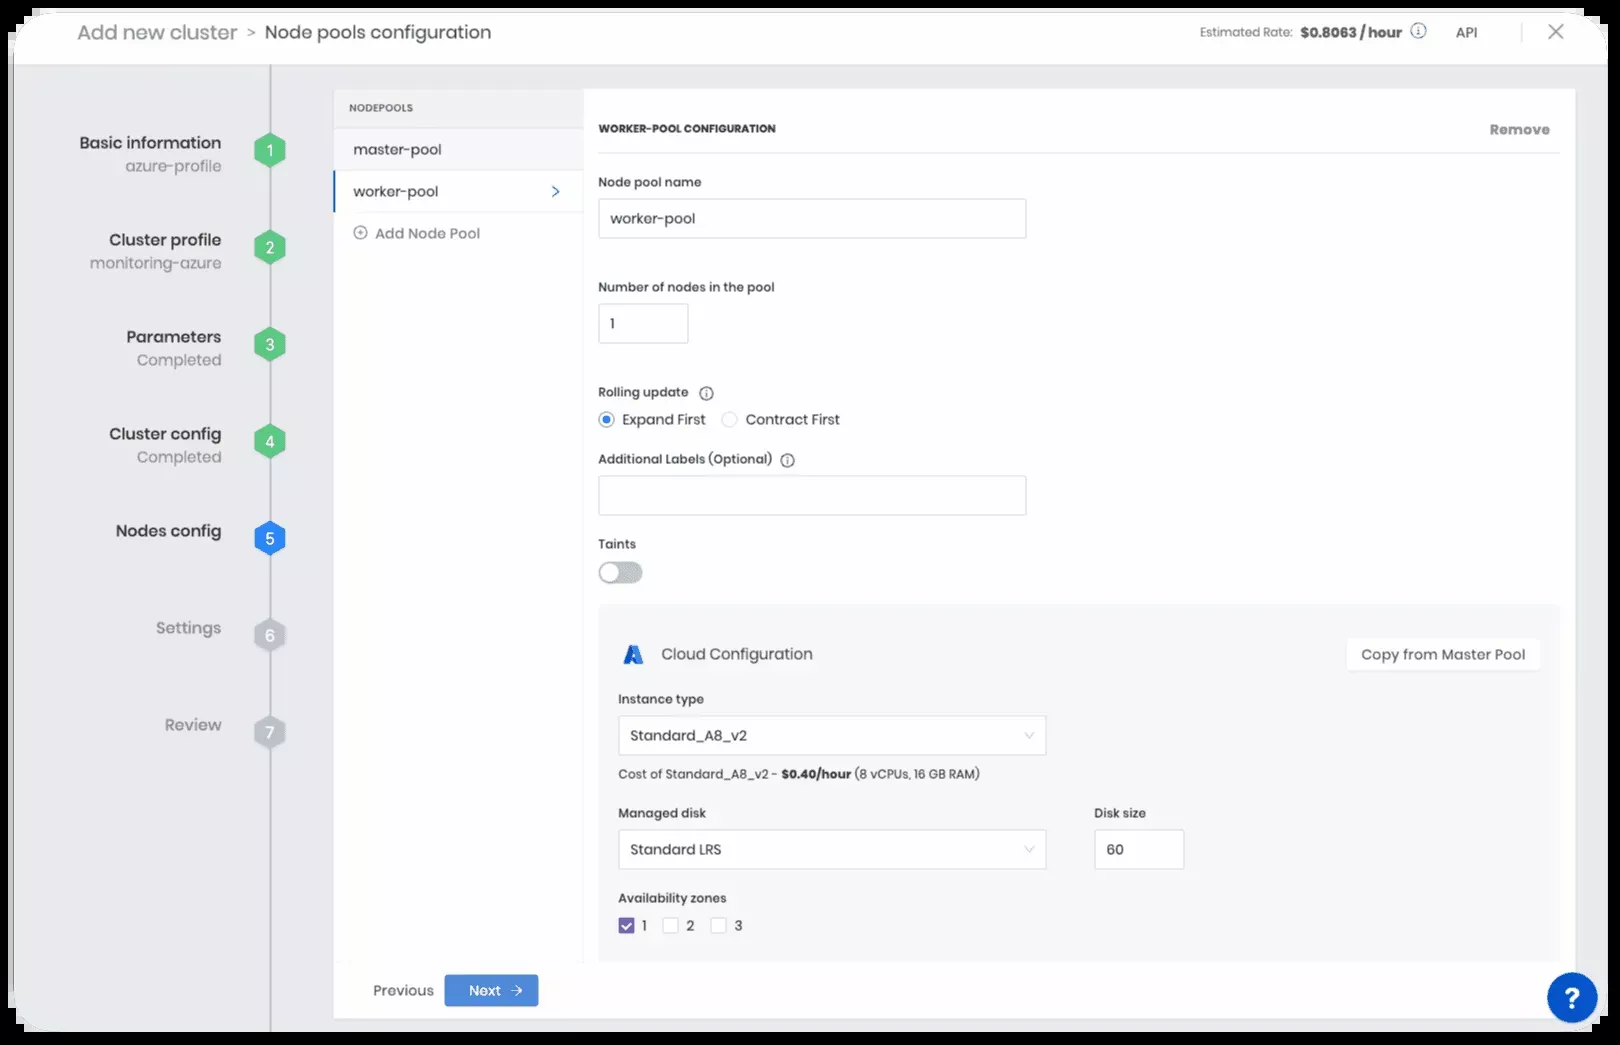 Add new cluster > Node pools configuration
Estimated Rate: $0.8063 / hour
API
Basic information
azure-profile
1
Cluster profile
monitoring-azure
2
Parameters
Completed
3
Cluster config
Completed
4
Nodes config
5
Settings
6
Review
7
NODEPOOLS
master-pool
worker-pool
Add Node Pool
WORKER-POOL CONFIGURATION
Remove
Node pool name
worker-pool
Number of nodes in the pool
1
Rolling update
Expand First
Contract First
Additional Labels (Optional)
Taints
Cloud Configuration
Copy from Master Pool
Instance type
Standard_A8_v2
Cost of Standard_A8_v2 - $0.40/hour (8 vCPUs, 16 GB RAM)
Managed disk
Disk size
Standard LRS
60
Availability zones
1 2 3
Previous
Next →
?